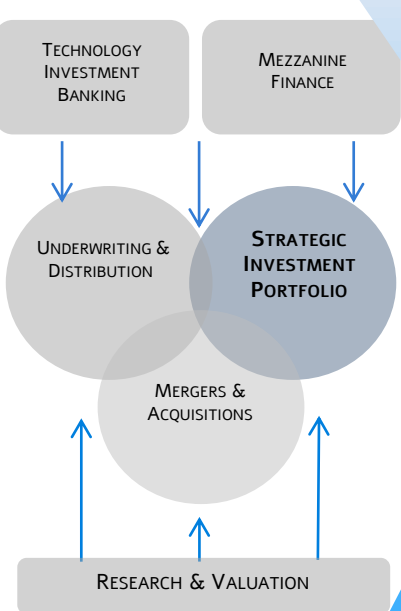 TECHNOLOGY
INVESTMENT
BANKING
MEZZANINE
FINANCE
UNDERWRITING &
DISTRIBUTION
STRATEGIC
INVESTMENT
PORTFOLIO
MERGERS &
ACQUISITIONS
RESEARCH & VALUATION